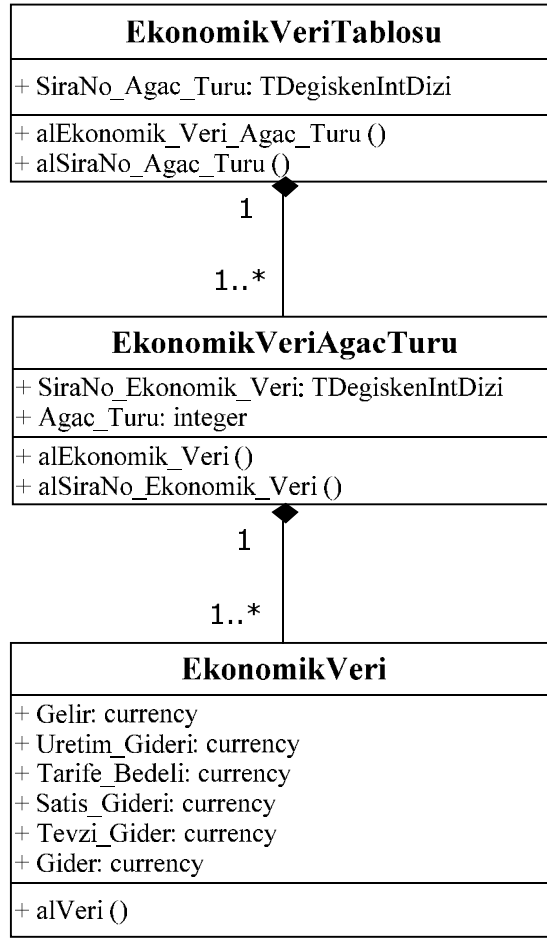 EkonomikVeriTablosu
+ SiraNo_Agac_Turu: TDegiskenIntDizi
+ alEkonomik_Veri_Agac_Turu ()
+ alSiraNo_Agac_Turu ()
1
1..*
EkonomikVeriAgacTuru
+ SiraNo_Ekonomik_Veri: TDegiskenIntDizi
+ Agac_Turu: integer
+ alEkonomik_Veri ()
+ alSiraNo_Ekonomik_Veri ()
1
1..*
EkonomikVeri
+ Gelir: currency
+ Uretim_Gideri: currency
+ Tarife_Bedeli: currency
+ Satis_Gideri: currency
+ Tevzi_Gider: currency
+ Gider: currency
+ alVeri ()